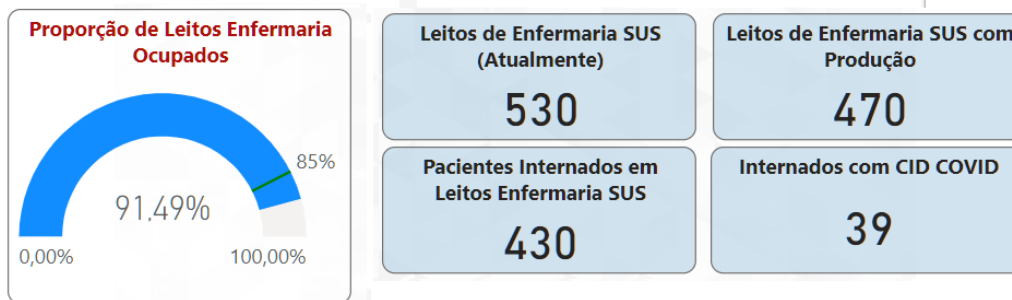 Proporção de Leitos Enfermaria
Ocupados
85%
91,49%
0,00%
100,00%
Leitos de Enfermaria SUS
(Atualmente)
530
Leitos de Enfermaria SUS com
Produção
470
Pacientes Internados em
Leitos Enfermaria SUS
430
Internados com CID COVID
39